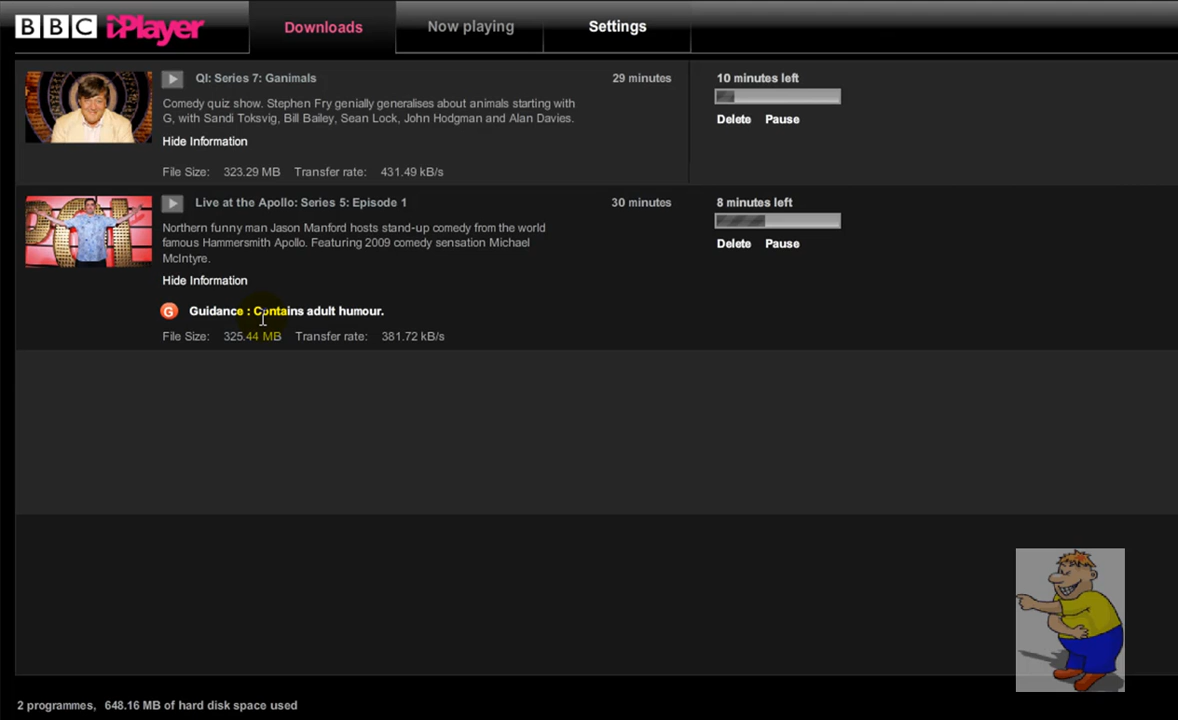 BBC iPlayer
Downloads
Now playing
Settings
QI: Series 7: Ganimals
29 minutes
10 minutes left
Comedy quiz show. Stephen Fry genially generalises about animals starting with
G, with Sandi Toksvig, Bill Bailey, Sean Lock, John Hodgman and Alan Davies.
Delete Pause
Hide Information
File Size: 323.29 MB Transfer rate: 431.49 kB/s
Live at the Apollo: Series 5: Episode 1
30 minutes
8 minutes left
Northern funny man Jason Manford hosts stand-up comedy from the world
famous Hammersmith Apollo. Featuring 2009 comedy sensation Michael
McIntyre.
Delete Pause
Hide Information
G Guidance : Contains adult humour.
File Size: 325.44 MB Transfer rate: 381.72 kB/s
2 programmes, 648.16 MB of hard disk space used